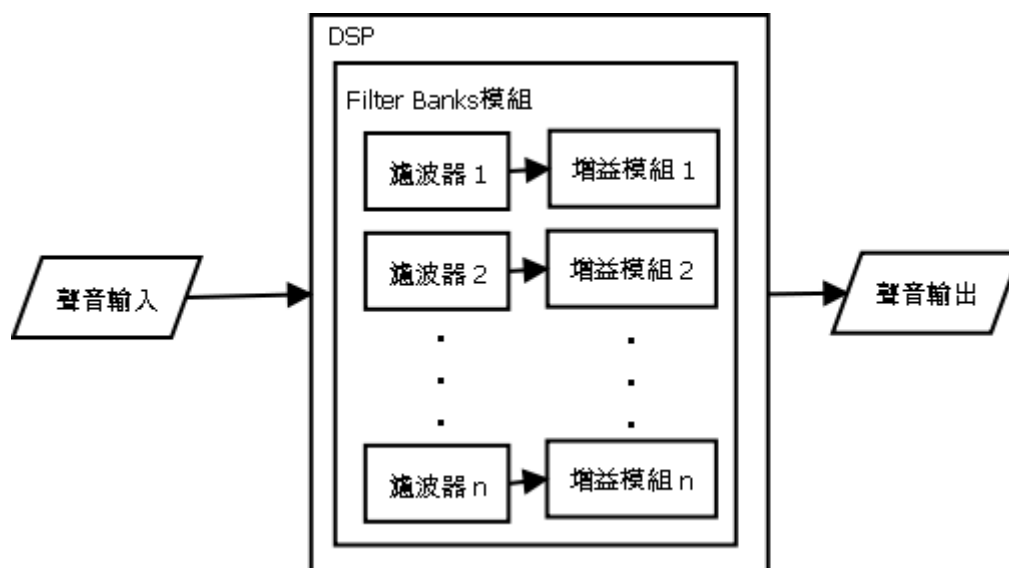 DSP
Filter Banks模組
濾波器 1
增益模組 1
濾波器 2
增益模組 2
聲音輸入
聲音輸出
濾波器 n
增益模組 n